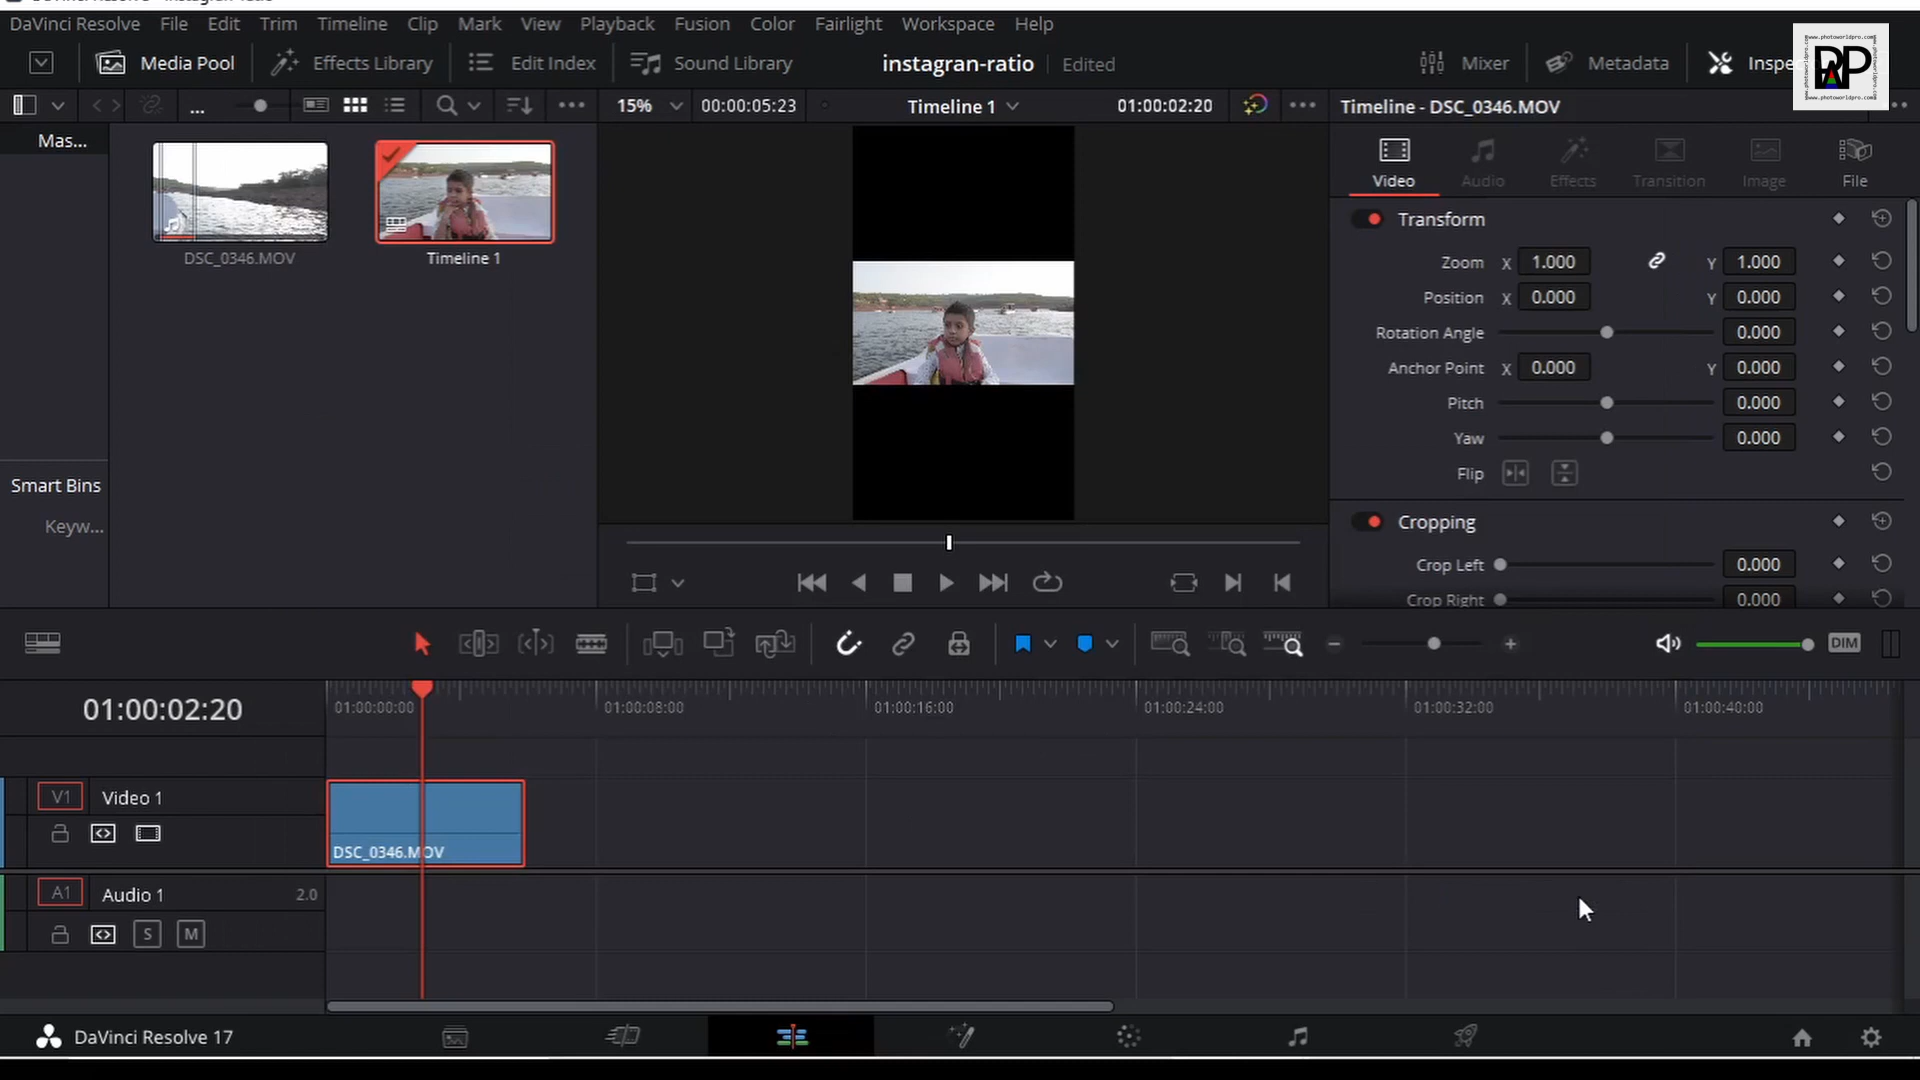 DaVinci Resolve File Edit Trim Timeline Clip Mark View Playback Fusion Color Fairlight Workspace Help
Media Pool Effects Library Edit Index Sound Library instagran-ratio Edited Mixer Metadata Inspe
www.photoworldpro.com
RP
... 15% 00:00:05:23 Timeline 1 01:00:02:20 Timeline - DSC_0346.MOV
Mas...
DSC_0346.MOV
Timeline 1
Video Audio Effects Transition Image File
Transform
Zoom X 1.000 Y 1.000
Position X 0.000 Y 0.000
Rotation Angle 0.000
Anchor Point X 0.000 Y 0.000
Pitch 0.000
Yaw 0.000
Flip
Smart Bins
Keyw...
Cropping
Crop Left 0.000
Crop Right 0.000
DIM
01:00:02:20
01:00:00:00 01:00:08:00 01:00:16:00 01:00:24:00 01:00:32:00 01:00:40:00
V1 Video 1
DSC_0346.MOV
A1 Audio 1 2.0
S M
DaVinci Resolve 17